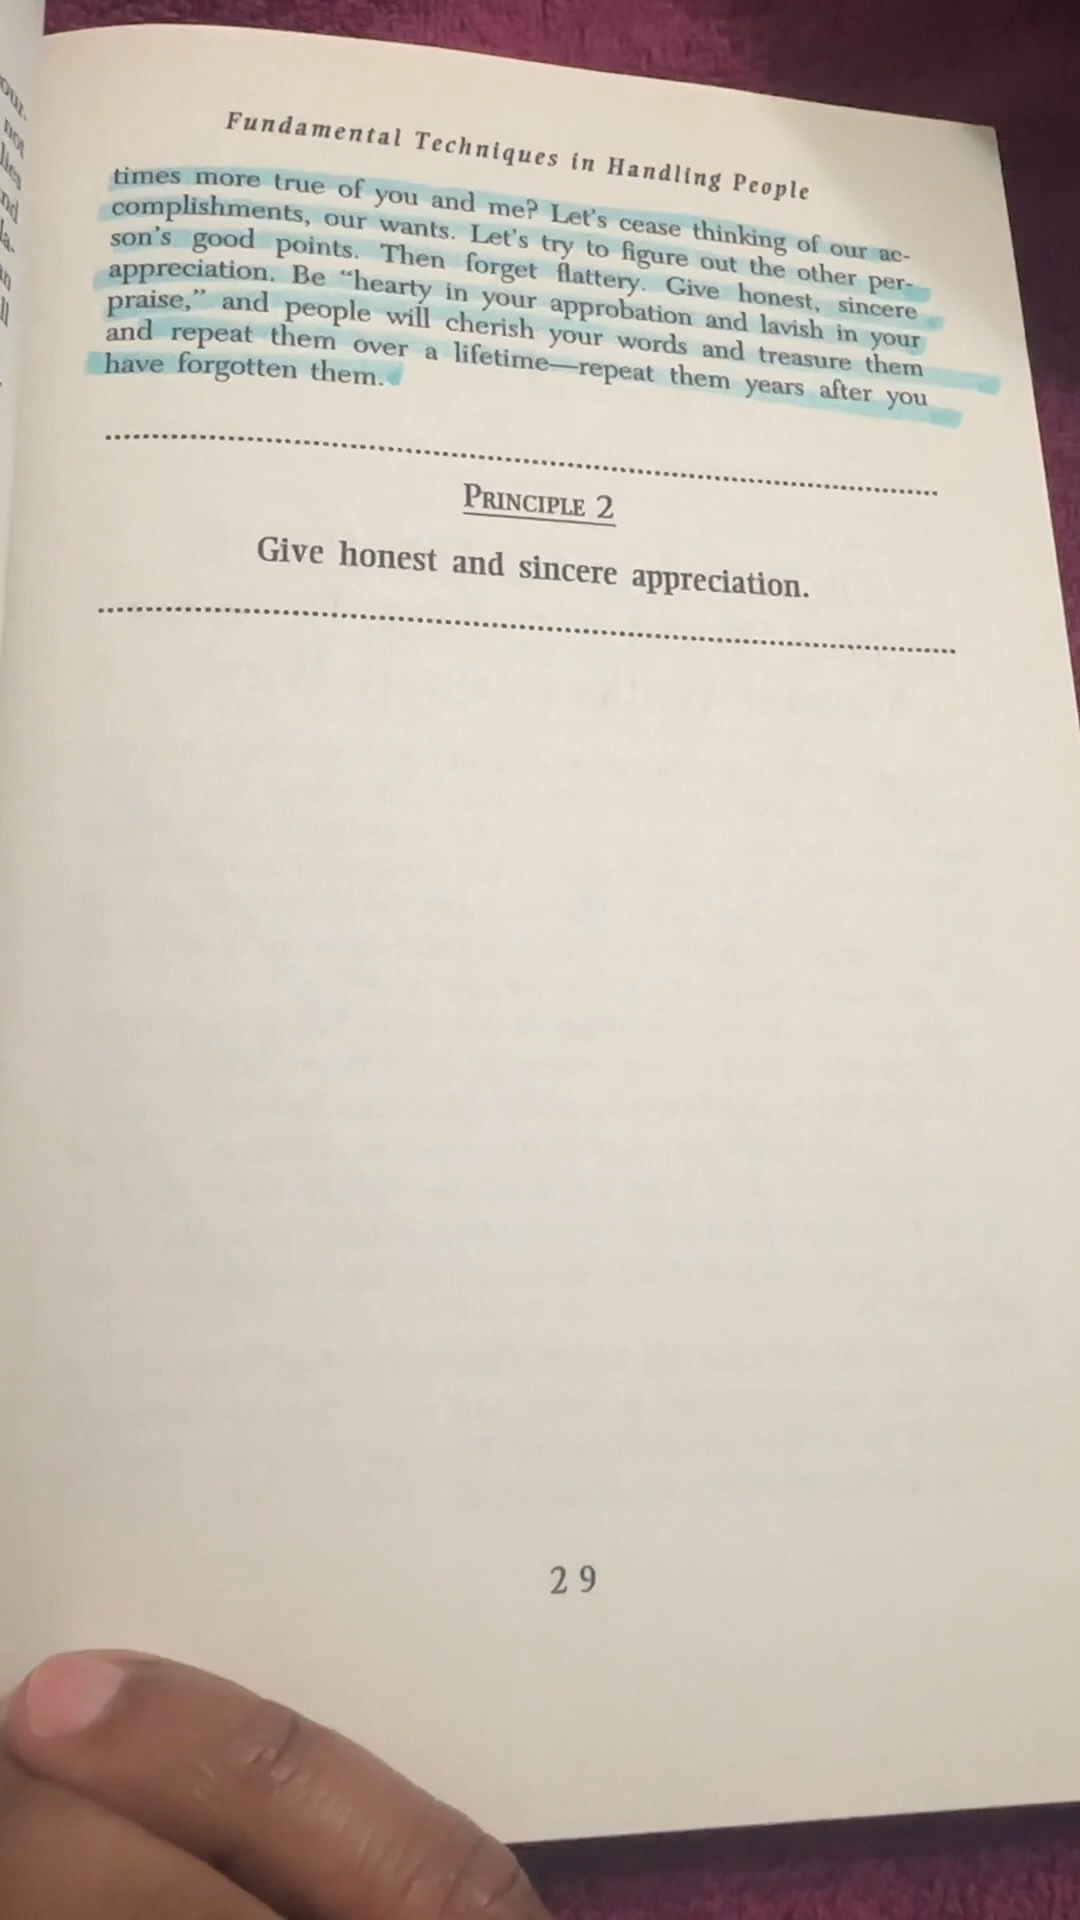 Fundamental Techniques in Handling People
times more true of you and me? Let's cease thinking of our ac-
complishments, our wants. Let's try to figure out the other per-
son's good points. Then forget flattery. Give honest, sincere
appreciation. Be “hearty in your approbation and lavish in your
praise,” and people will cherish your words and treasure them
and repeat them over a lifetime—repeat them years after you
have forgotten them.
PRINCIPLE 2
Give honest and sincere appreciation.
29